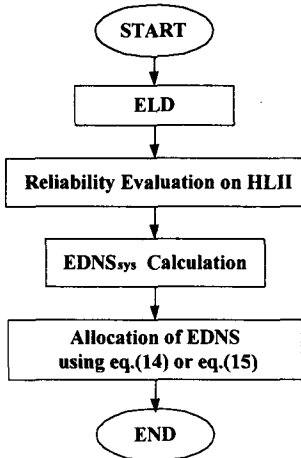 START
ELD
Reliability Evaluation on HLII
EDNSsys Calculation
Allocation of EDNS
using eq.(14) or eq.(15)
END